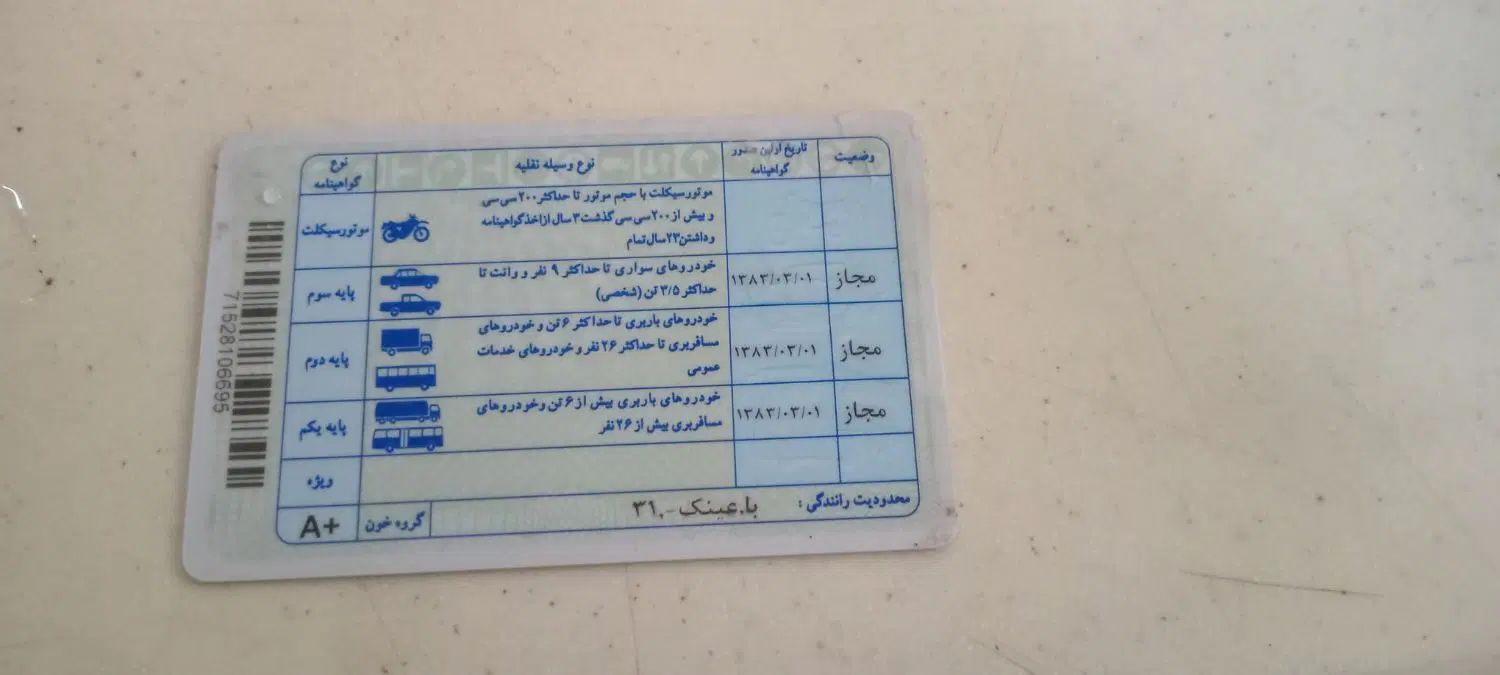 وضعیت
تاریخ اولین صدور
گواهینامه
نوع وسیله نقلیه
نوع
گواهینامه
موتورسیکلت با حجم موتور تا حداکثر ۲۰۰ سی سی
و بیش از ۲۰۰ سی سی گذشت ۳ سال از اخذ گواهینامه
و داشتن ۲۳ سال تمام
موتورسیکلت
مجاز
۱۳۸۳/۰۳/۰۱
خودروهای سواری تا حداکثر ۹ نفر و وانت تا
حداکثر ۳/۵ تن (شخصی)
پایه سوم
مجاز
۱۳۸۳/۰۳/۰۱
خودروهای باربری تا حداکثر ۶ تن و خودروهای
مسافربری تا حداکثر ۲۶ نفر و خودروهای خدمات
عمومی
پایه دوم
مجاز
۱۳۸۳/۰۳/۰۱
خودروهای باربری بیش از ۶ تن و خودروهای
مسافربری بیش از ۲۶ نفر
پایه یکم
ویژه
محدودیت رانندگی : با.عینک-.۳۱
گروه خون A+
71528106695